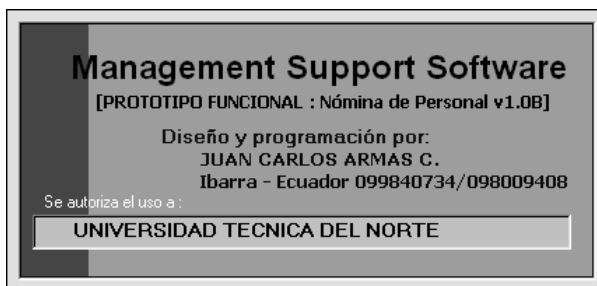 Management Support Software
[PROTOTIPO FUNCIONAL : Nómina de Personal v1.0B]
Diseño y programación por:
JUAN CARLOS ARMAS C.
Ibarra - Ecuador 099840734/098009408
Se autoriza el uso a :
UNIVERSIDAD TECNICA DEL NORTE